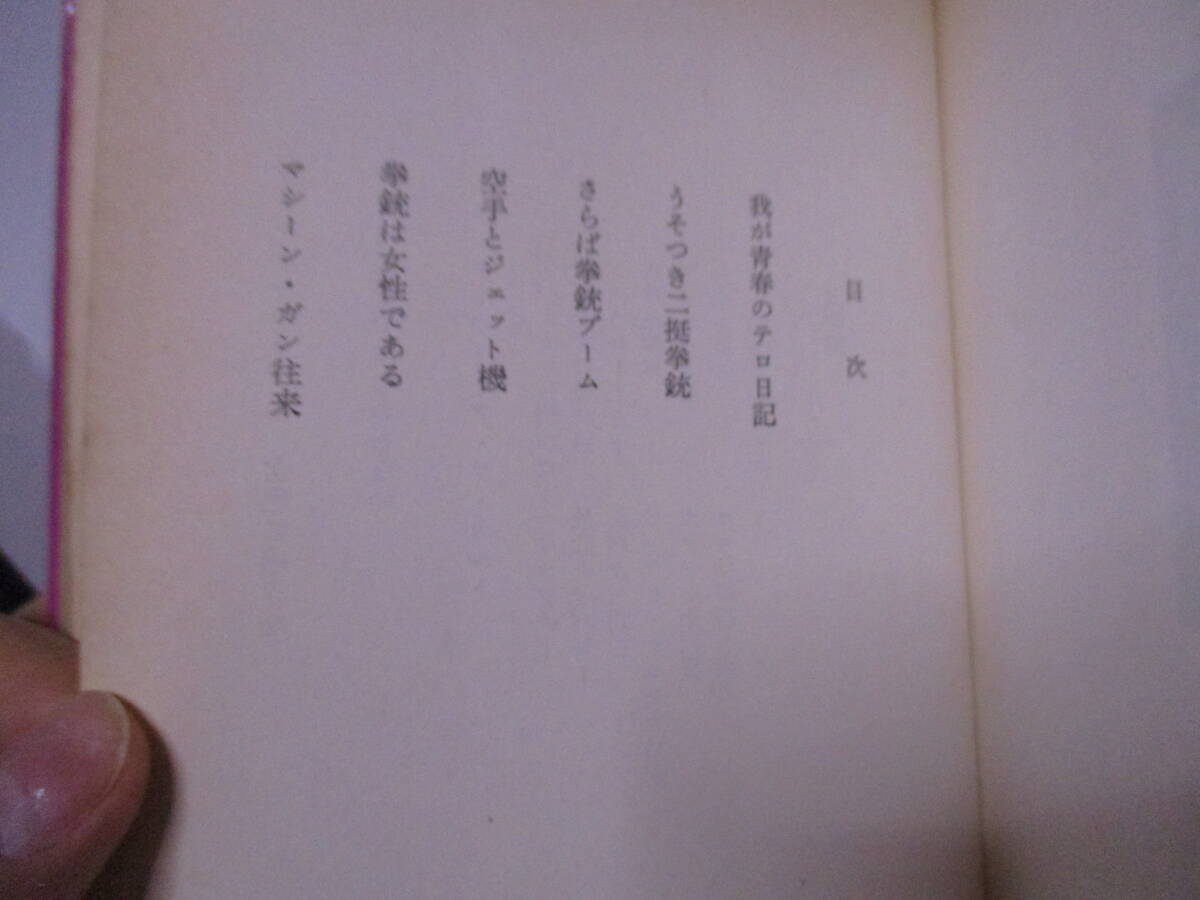 目次
我が青春のテロ日記
うそつき二挺拳銃
さらば拳銃ブーム
空手とジェット機
拳銃は女性である
マシーン・ガン往来